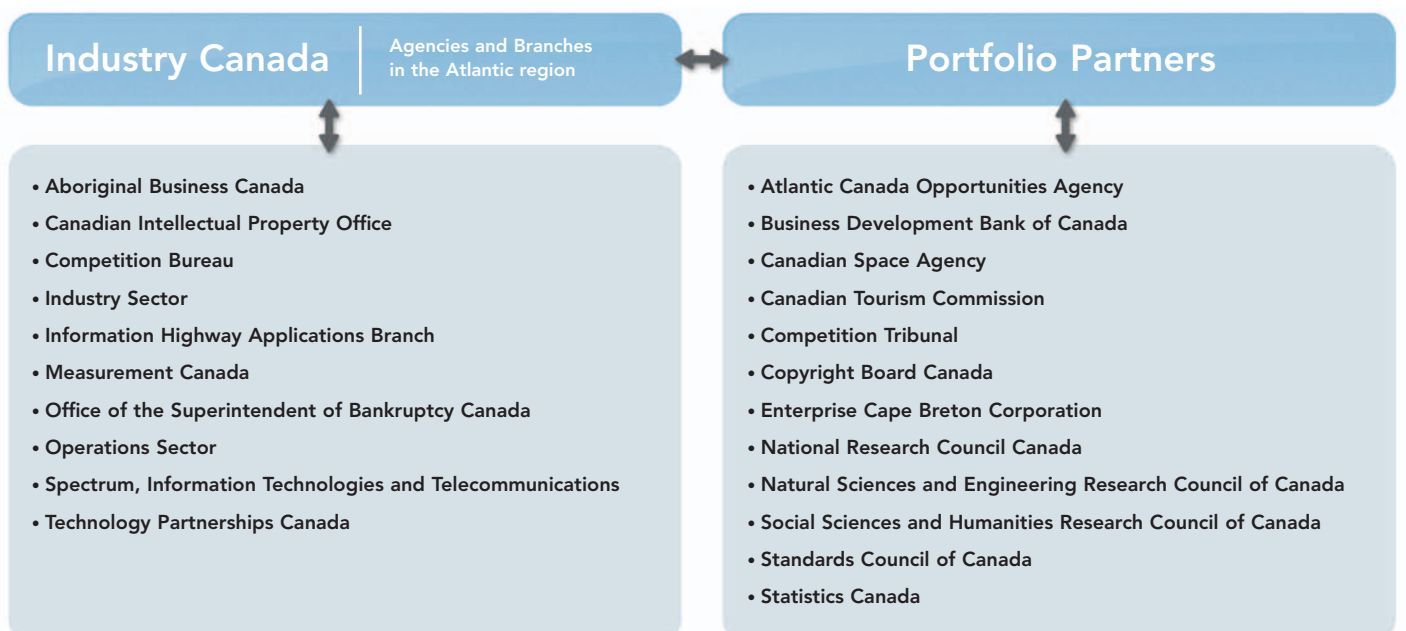 Industry Canada
Agencies and Branches
in the Atlantic region
• Aboriginal Business Canada
• Canadian Intellectual Property Office
• Competition Bureau
• Industry Sector
• Information Highway Applications Branch
• Measurement Canada
• Office of the Superintendent of Bankruptcy Canada
• Operations Sector
• Spectrum, Information Technologies and Telecommunications
• Technology Partnerships Canada
Portfolio Partners
• Atlantic Canada Opportunities Agency
• Business Development Bank of Canada
• Canadian Space Agency
• Canadian Tourism Commission
• Competition Tribunal
• Copyright Board Canada
• Enterprise Cape Breton Corporation
• National Research Council Canada
• Natural Sciences and Engineering Research Council of Canada
• Social Sciences and Humanities Research Council of Canada
• Standards Council of Canada
• Statistics Canada